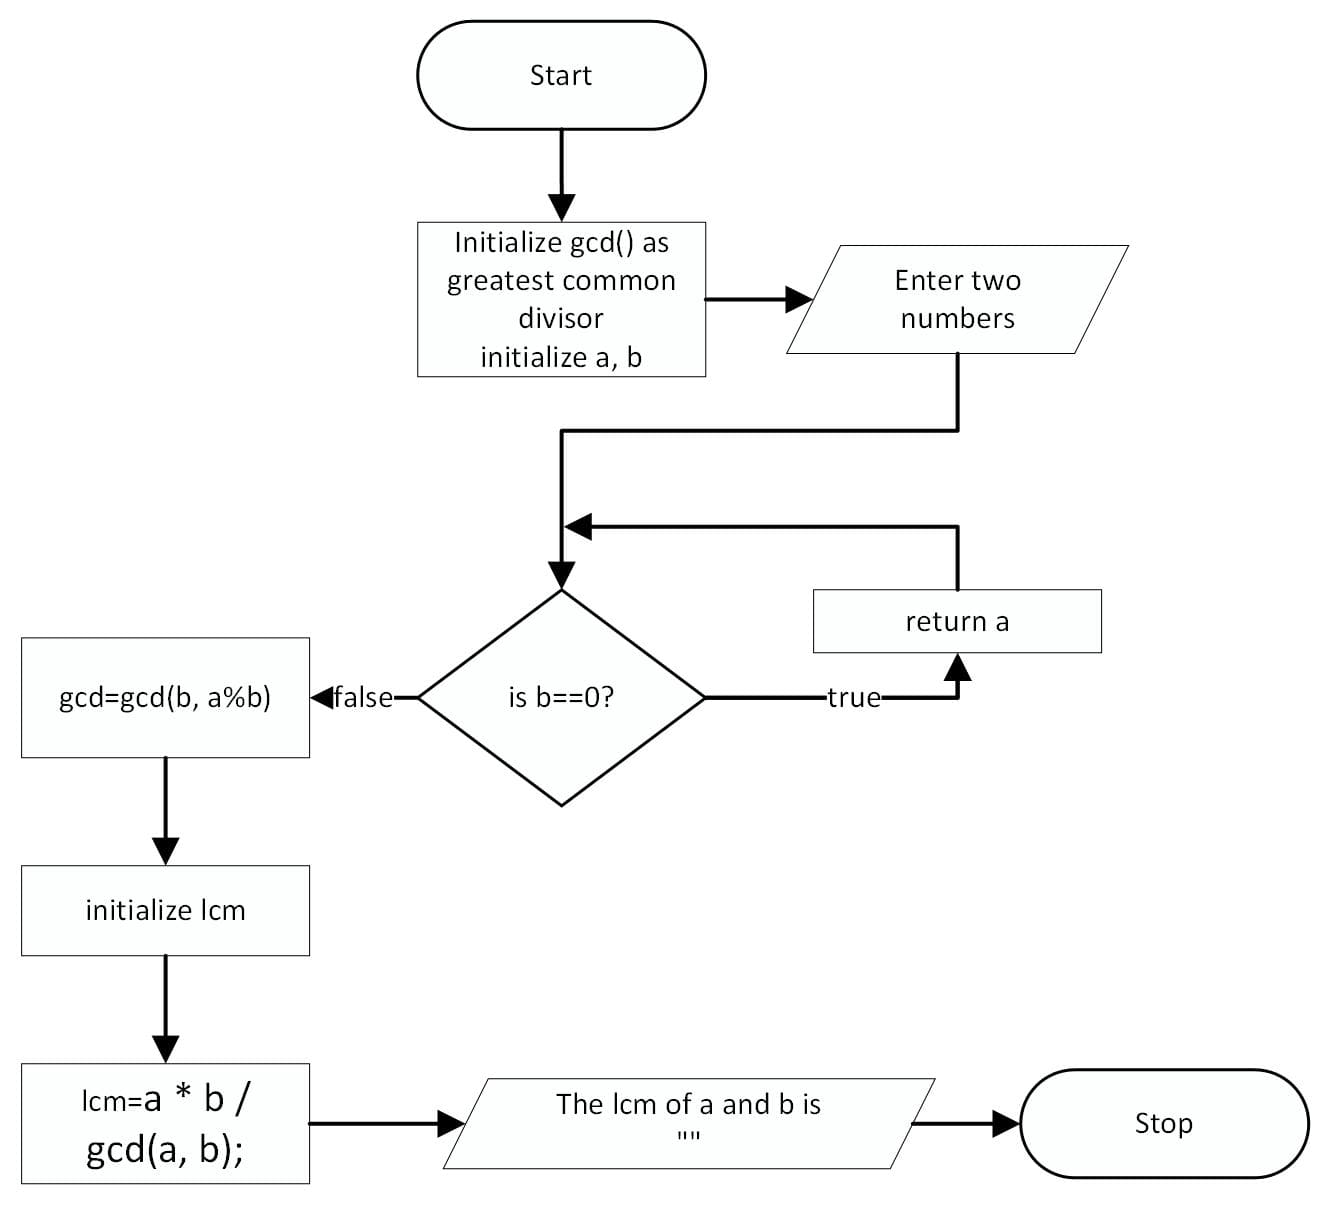 Start
Initialize gcd() as
greatest common
divisor
initialize a, b
Enter two
numbers
return a
is b==0?
true
false
gcd=gcd(b, a%b)
initialize lcm
lcm=a * b /
gcd(a, b);
The lcm of a and b is
""
Stop